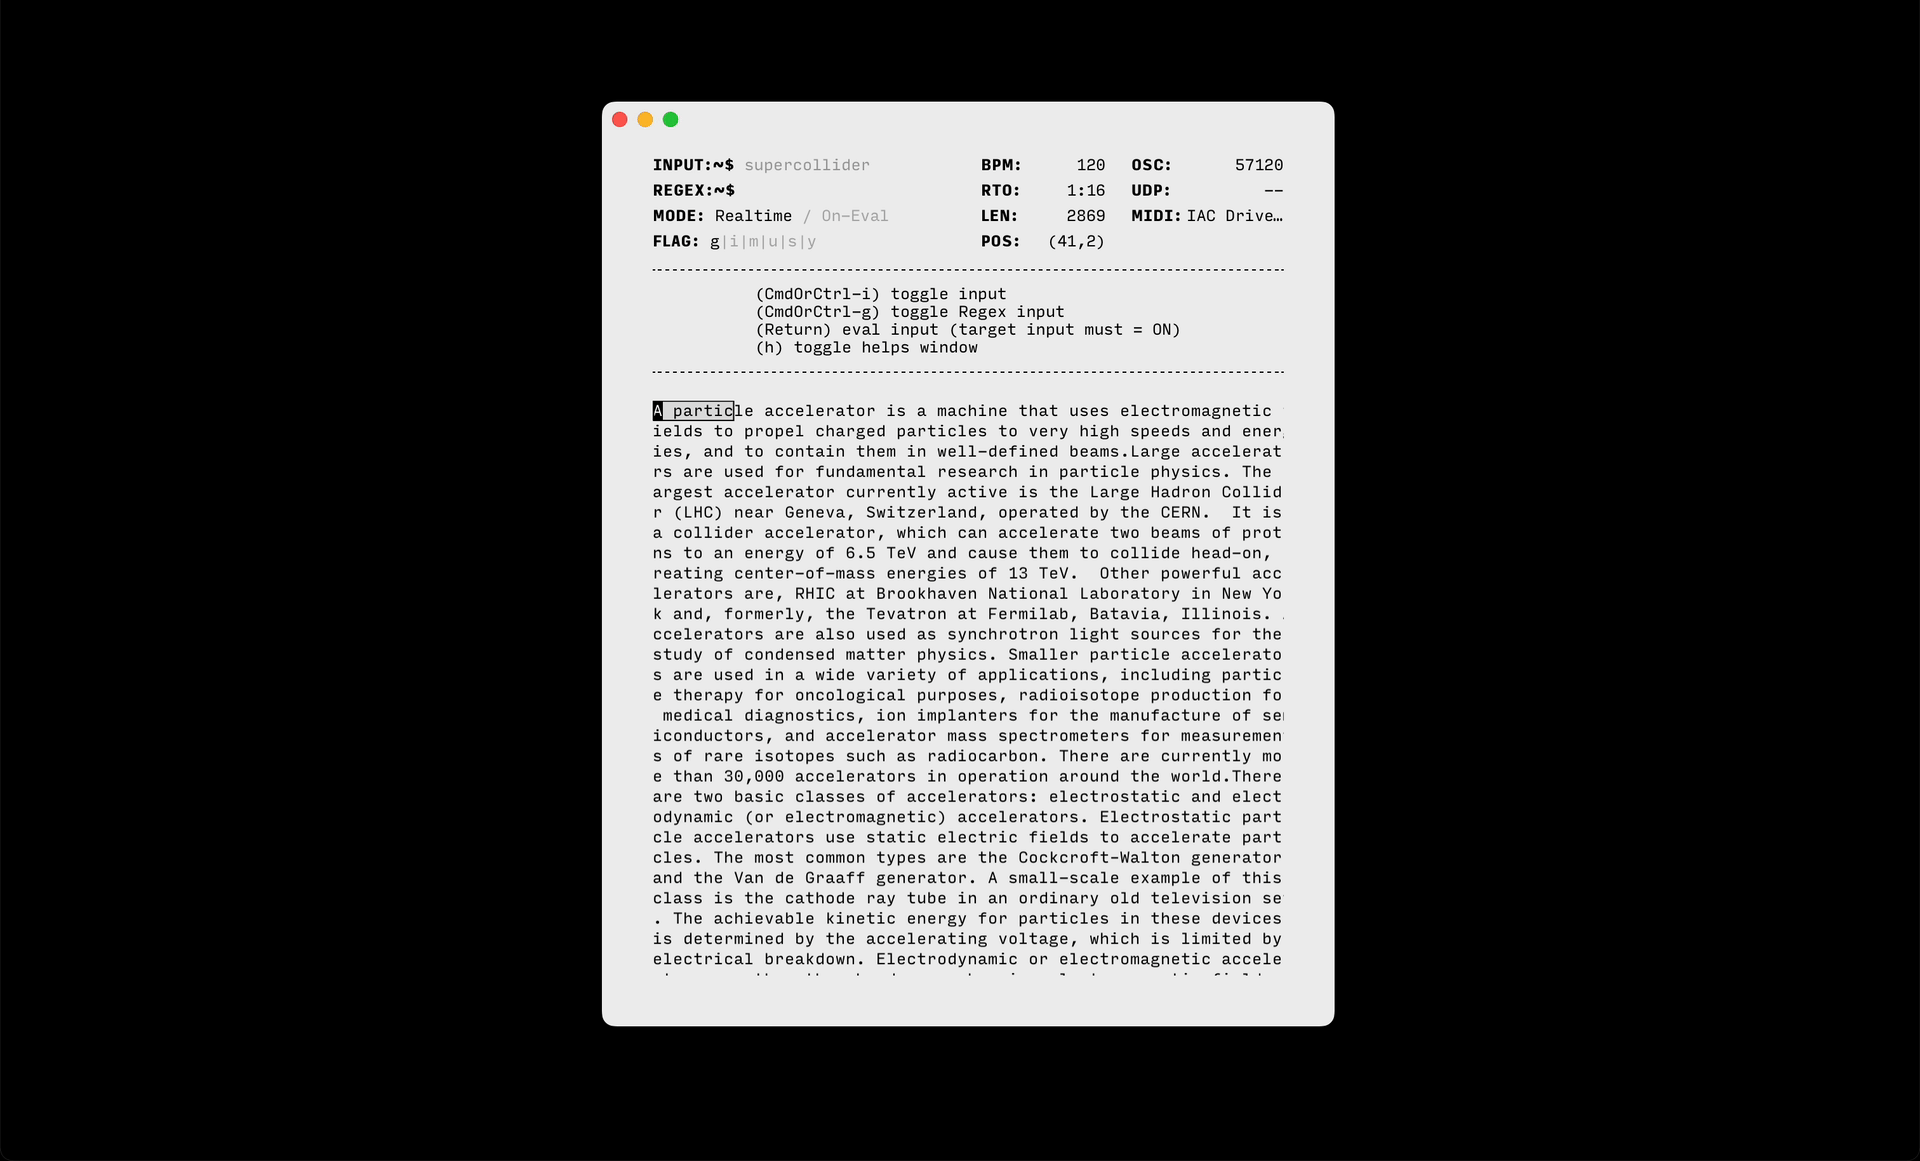 INPUT:~$ supercollider BPM: 120 OSC: 57120
REGEX:~$ RTO: 1:16 UDP: --
MODE: Realtime / On-Eval LEN: 2869 MIDI: IAC Drive…
FLAG: g|i|m|u|s|y POS: (41,2)
(CmdOrCtrl-i) toggle input
(CmdOrCtrl-g) toggle Regex input
(Return) eval input (target input must = ON)
(h) toggle helps window
A particle accelerator is a machine that uses electromagnetic
ields to propel charged particles to very high speeds and energ
ies, and to contain them in well-defined beams.Large accelerat
rs are used for fundamental research in particle physics. The
argest accelerator currently active is the Large Hadron Collid
r (LHC) near Geneva, Switzerland, operated by the CERN.  It is
a collider accelerator, which can accelerate two beams of prot
ns to an energy of 6.5 TeV and cause them to collide head-on,
reating center-of-mass energies of 13 TeV.  Other powerful acc
lerators are, RHIC at Brookhaven National Laboratory in New Yo
k and, formerly, the Tevatron at Fermilab, Batavia, Illinois.
ccelerators are also used as synchrotron light sources for the
study of condensed matter physics. Smaller particle accelerato
s are used in a wide variety of applications, including partic
e therapy for oncological purposes, radioisotope production fo
medical diagnostics, ion implanters for the manufacture of sem
iconductors, and accelerator mass spectrometers for measurement
s of rare isotopes such as radiocarbon. There are currently mo
e than 30,000 accelerators in operation around the world.There
are two basic classes of accelerators: electrostatic and elect
odynamic (or electromagnetic) accelerators. Electrostatic part
cle accelerators use static electric fields to accelerate part
cles. The most common types are the Cockcroft-Walton generator
and the Van de Graaff generator. A small-scale example of this
class is the cathode ray tube in an ordinary old television set
. The achievable kinetic energy for particles in these devices
is determined by the accelerating voltage, which is limited by
electrical breakdown. Electrodynamic or electromagnetic accele